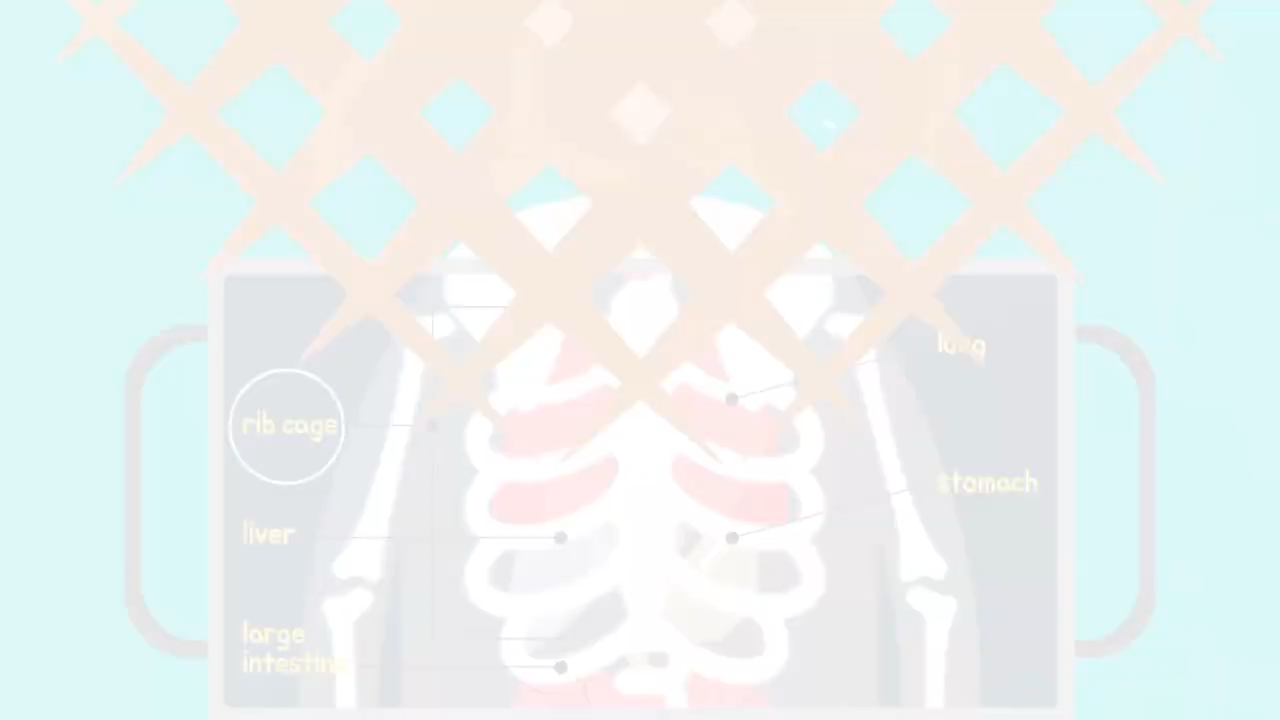 lung
rib cage
stomach
liver
large
intestine